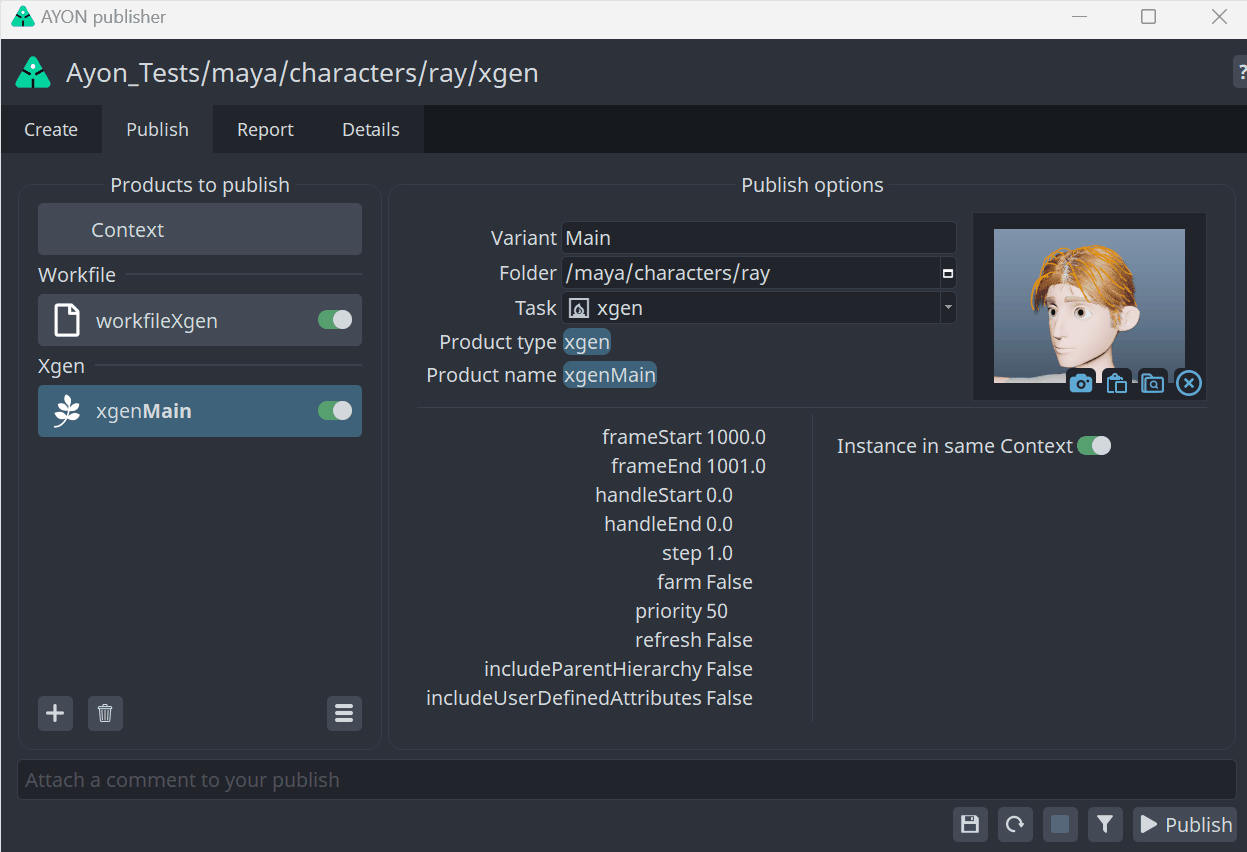 AYON publisher
Ayon_Tests/maya/characters/ray/xgen
?
Create Publish Report Details
Products to publish
Context
Workfile
workfileXgen
Xgen
xgenMain
Publish options
Variant Main
Folder /maya/characters/ray
Task xgen
Product type xgen
Product name xgenMain
frameStart 1000.0
frameEnd 1001.0
handleStart 0.0
handleEnd 0.0
step 1.0
farm False
priority 50
refresh False
includeParentHierarchy False
includeUserDefinedAttributes False
Instance in same Context
Attach a comment to your publish
Publish